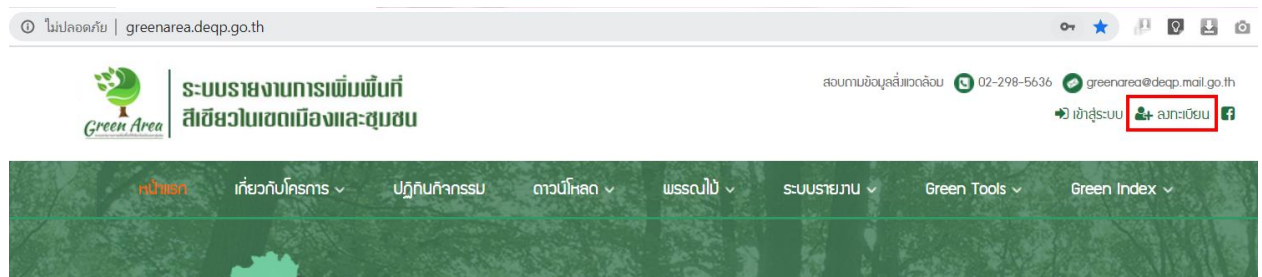 ไม่ปลอดภัย | greenarea.deqp.go.th
Green Area
ระบบรายงานการเพิ่มพื้นที่
สีเขียวในเขตเมืองและชุมชน
สอบถามข้อมูลสิ่งแวดล้อม 02-298-5636 greenarea@deqp.mail.go.th
เข้าสู่ระบบ ลงทะเบียน
หน้าแรก เกี่ยวกับโครงการ ปฏิทินกิจกรรม ดาวน์โหลด พรรณไม้ ระบบรายงาน Green Tools Green Index